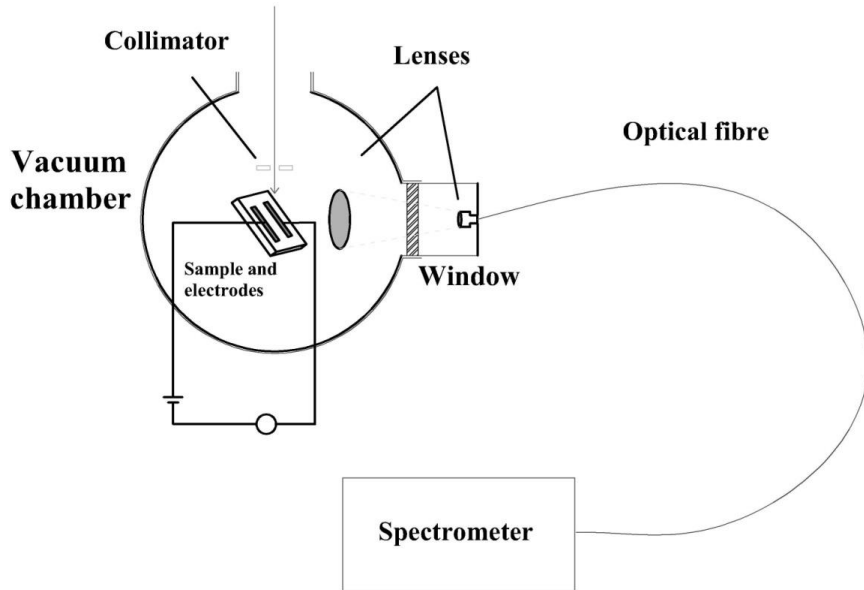 Collimator
Lenses
Optical fibre
Vacuum
chamber
Sample and
electrodes
Window
Spectrometer